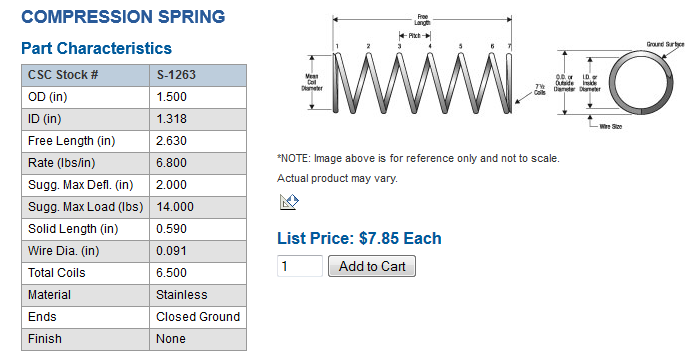 COMPRESSION SPRING
Part Characteristics
CSC Stock # S-1263
OD (in) 1.500
ID (in) 1.318
Free Length (in) 2.630
Rate (lbs/in) 6.800
Sugg. Max Defl. (in) 2.000
Sugg. Max Load (lbs) 14.000
Solid Length (in) 0.590
Wire Dia. (in) 0.091
Total Coils 6.500
Material Stainless
Ends Closed Ground
Finish None
Free
Length
Pitch
1 2 3 4 5 6 7
Mean
Coil
Diameter
7 ½
Coils
O.D. or
Outside
Diameter
I.D. or
Inside
Diameter
Ground Surface
Wire Size
*NOTE: Image above is for reference only and not to scale.
Actual product may vary.
List Price: $7.85 Each
1 Add to Cart